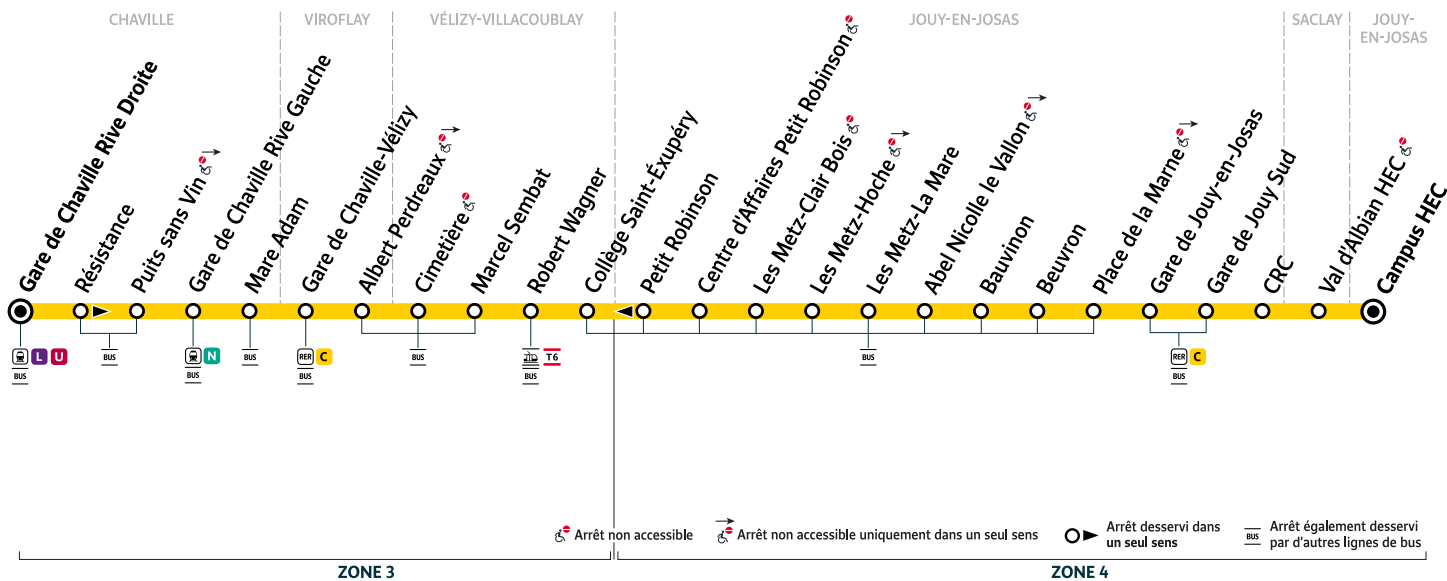 CHAVILLE
VIROFLAY
VÉLIZY-VILLACOUBLAY
JOUY-EN-JOSAS
SACLAY
JOUY-
EN-JOSAS
Gare de Chaville Rive Droite
Résistance
Puits sans Vin
Gare de Chaville Rive Gauche
Mare Adam
Gare de Chaville-Vélizy
Albert Perdreaux
Cimetière
Marcel Sembat
Robert Wagner
Collège Saint-Éxupéry
Petit Robinson
Centre d'Affaires Petit Robinson
Les Metz-Clair Bois
Les Metz-Hoche
Les Metz-La Mare
Abel Nicolle le Vallon
Bauvinon
Beuvron
Place de la Marne
Gare de Jouy-en-Josas
Gare de Jouy Sud
CRC
Val d'Albian HEC
Campus HEC
L U
BUS
BUS
N
BUS
BUS
RER C
BUS
BUS
T6
BUS
BUS
RER C
BUS
Arrêt non accessible
Arrêt non accessible uniquement dans un seul sens
Arrêt desservi dans
un seul sens
BUS
Arrêt également desservi
par d'autres lignes de bus
ZONE 3
ZONE 4